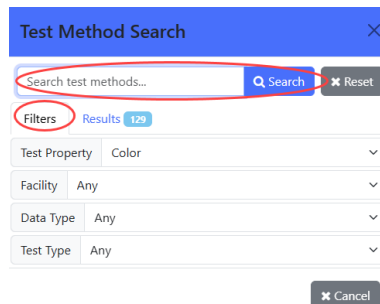 Test Method Search
Search test methods... Search Reset
Filters Results 129
Test Property Color
Facility Any
Data Type Any
Test Type Any
Cancel